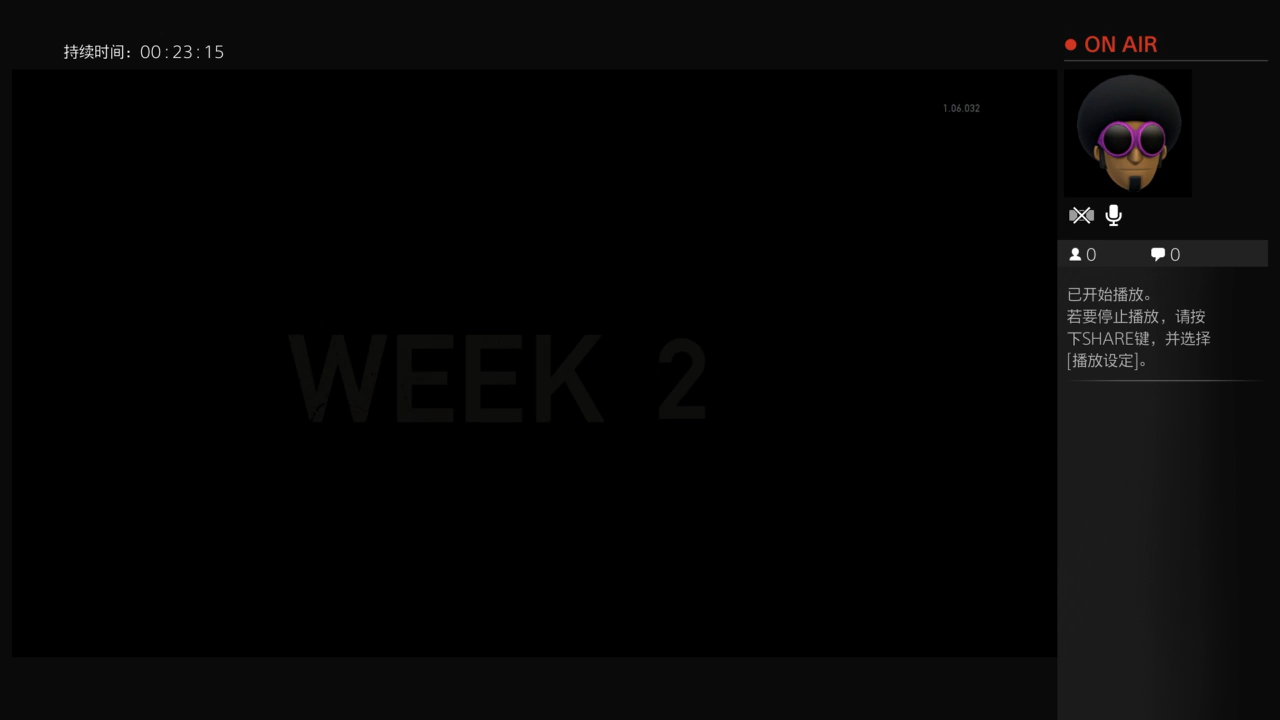 持续时间：00:23:15
ON AIR
1.06.032
0 0
WEEK 2
已开始播放。
若要停止播放，请按
下SHARE键，并选择
[播放设定]。